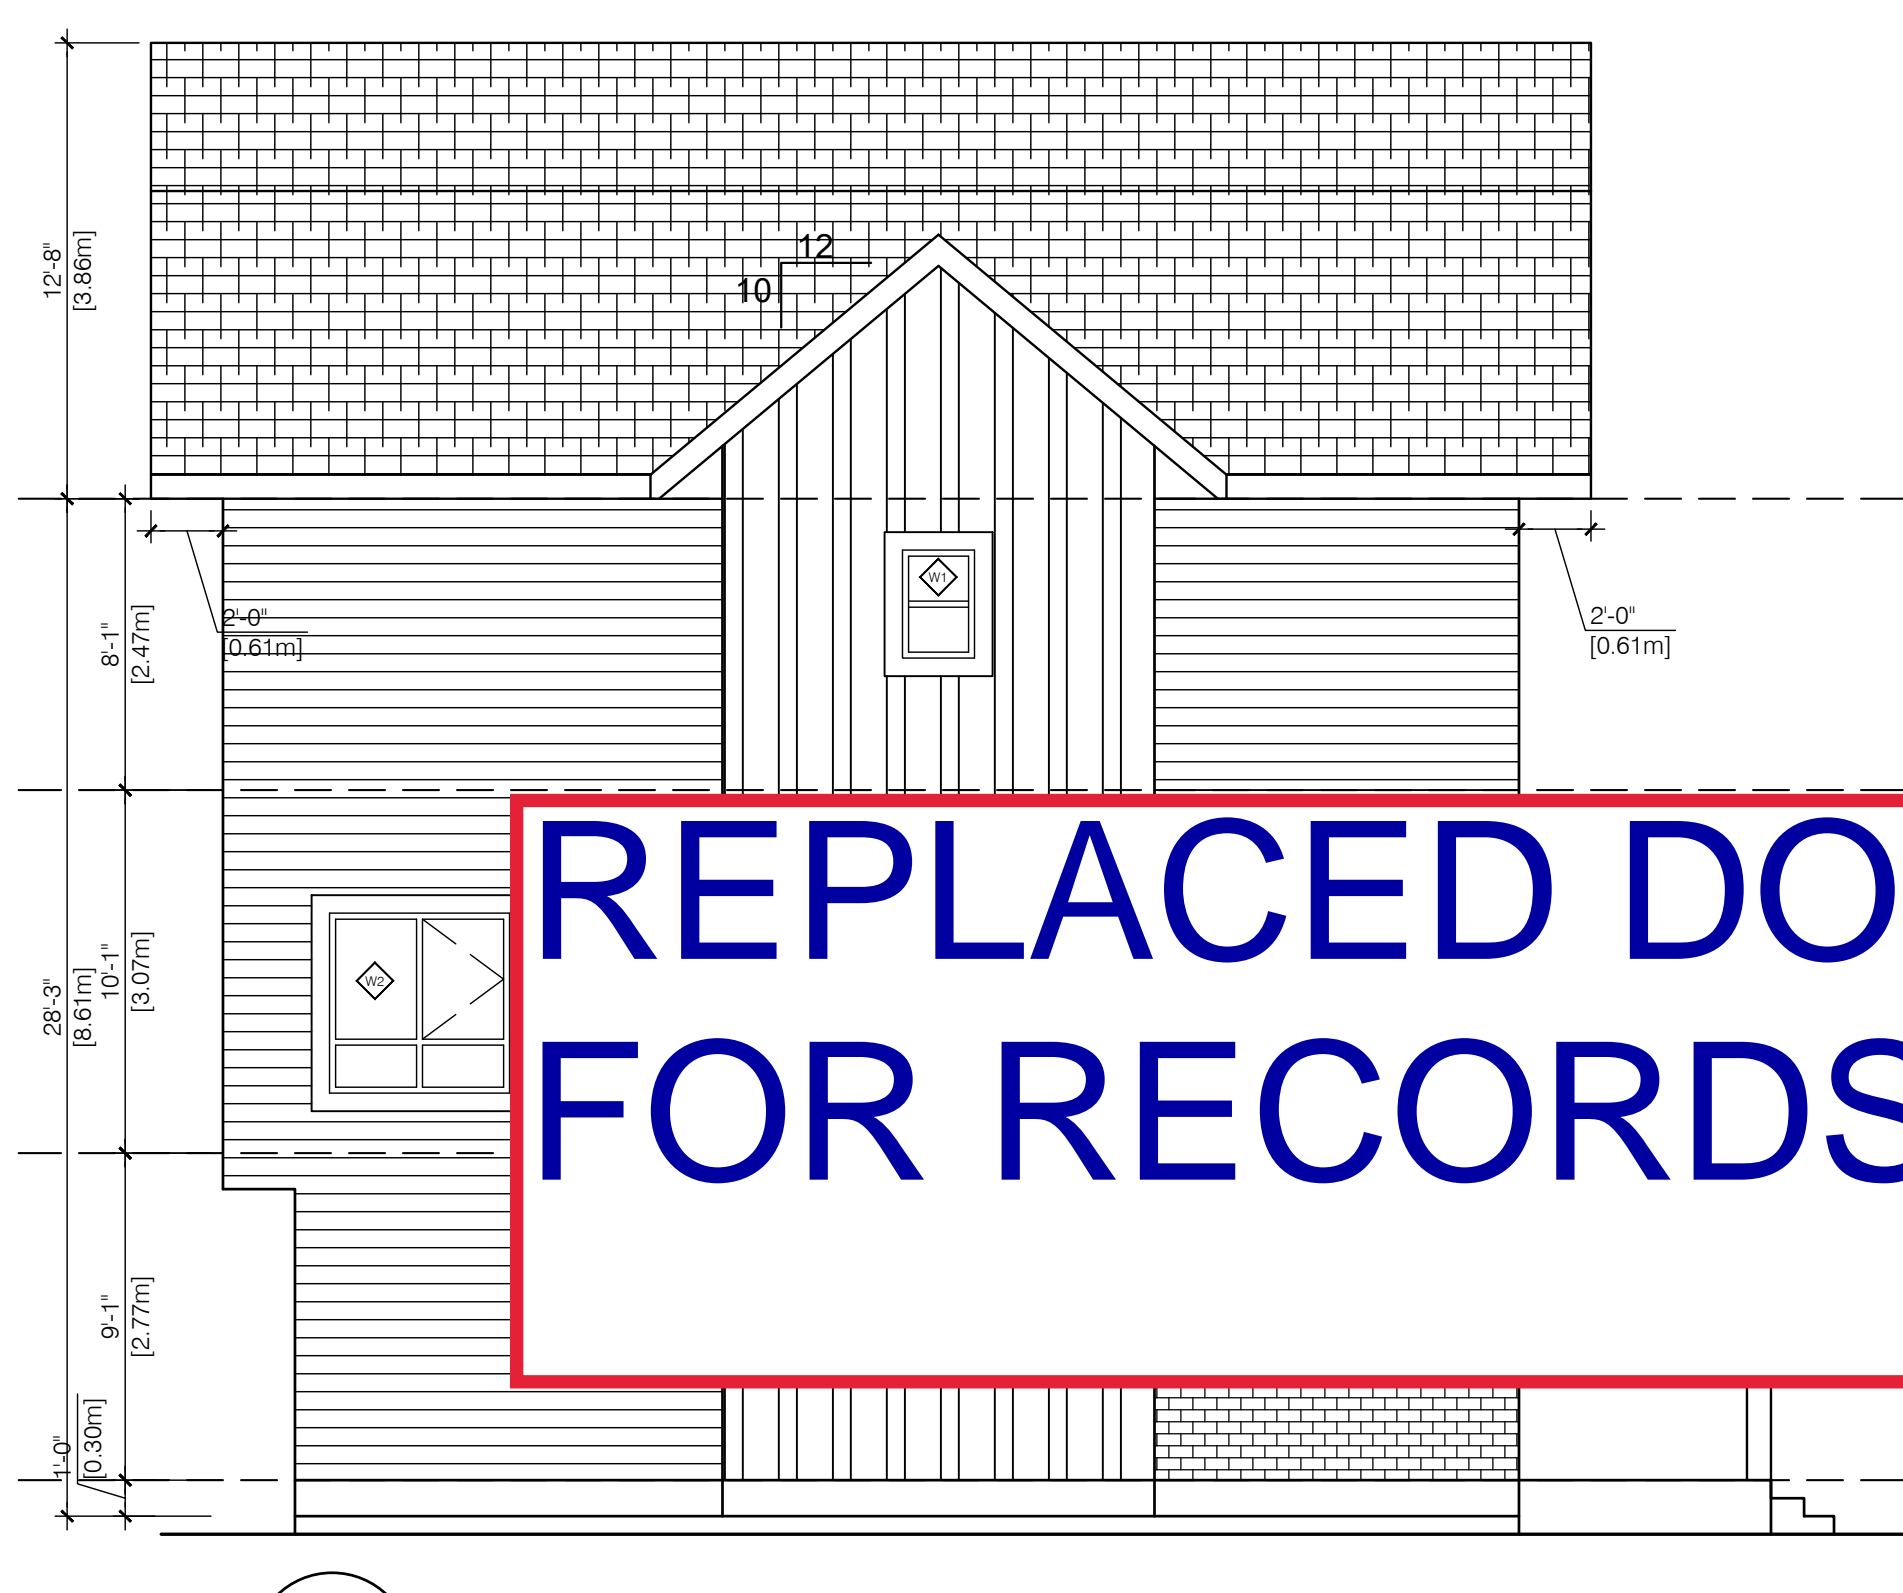 12'-8"
[3.86m]
12
10
2'-0"
[0.61m]
2'-0"
[0.61m]
W1
8'-1"
[2.47m]
REPLACED DO
FOR RECORDS
W2
28'-3"
[8.61m]
10'-1"
[3.07m]
9'-1"
[2.77m]
1'-0"
[0.30m]